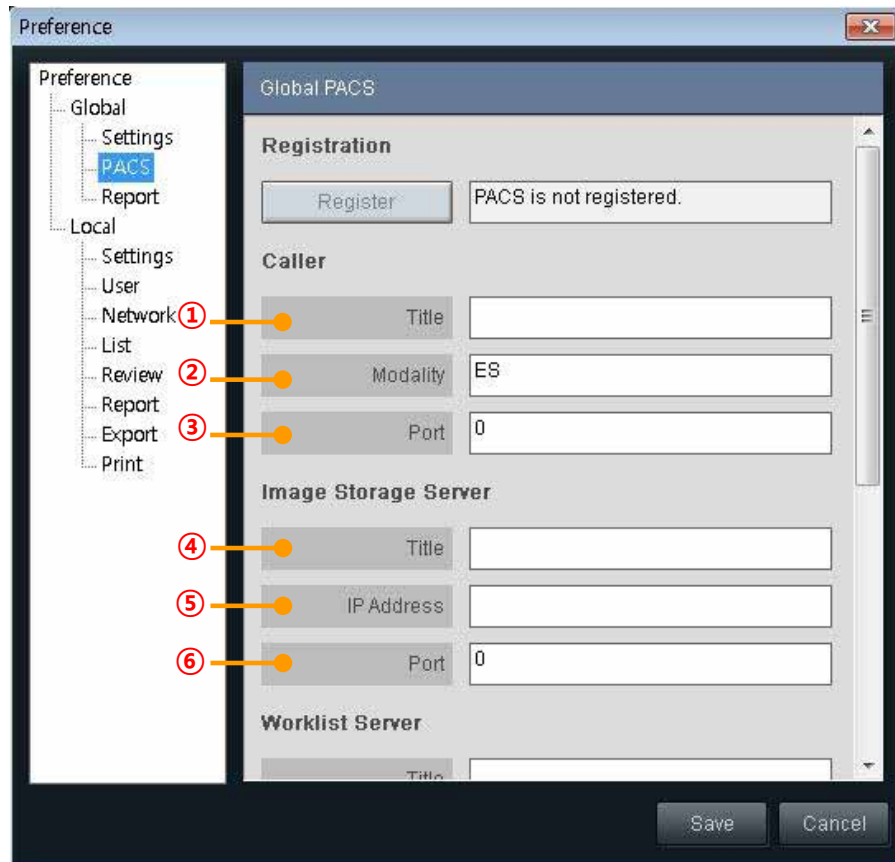 Preference
Preference
Global
Settings
PACS
Report
Local
Settings
User
Network
List
Review
Report
Export
Print
Global PACS
Registration
Register PACS is not registered.
Caller
① Title
② Modality ES
③ Port 0
Image Storage Server
④ Title
⑤ IP Address
⑥ Port 0
Worklist Server
Title
Save Cancel